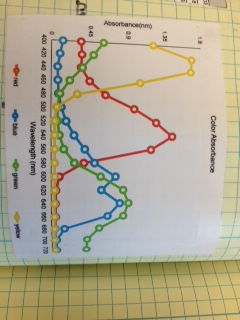 Color Absorbance
Absorbance(nm)
0 0.45 0.9 1.35 1.8
400 420 440 460 480 500 520 540 560 580 600 620 640 660 680 700 720
Wavelength (nm)
red blue green yellow